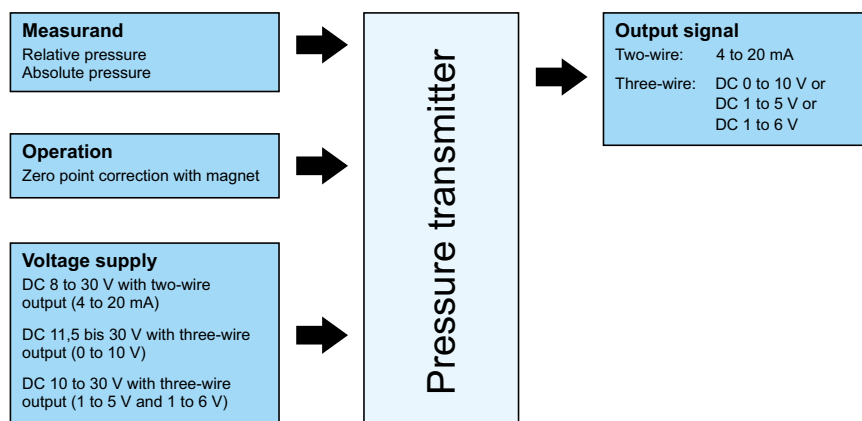 Measurand
Relative pressure
Absolute pressure
Operation
Zero point correction with magnet
Voltage supply
DC 8 to 30 V with two-wire
output (4 to 20 mA)
DC 11,5 bis 30 V with three-wire
output (0 to 10 V)
DC 10 to 30 V with three-wire
output (1 to 5 V and 1 to 6 V)
Pressure transmitter
Output signal
Two-wire: 4 to 20 mA
Three-wire: DC 0 to 10 V or
DC 1 to 5 V or
DC 1 to 6 V